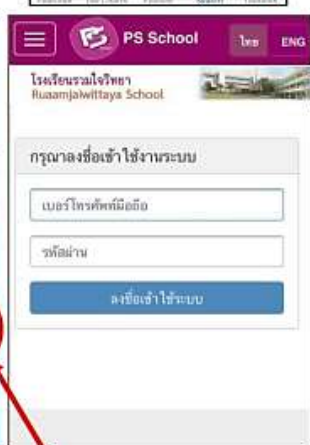 PS School
ไทย
ENG
โรงเรียนรวมใจวิทยา
Ruaamjaiwittaya School
กรุณาลงชื่อเข้าใช้งานระบบ
เบอร์โทรศัพท์มือถือ
รหัสผ่าน
ลงชื่อเข้าใช้ระบบ